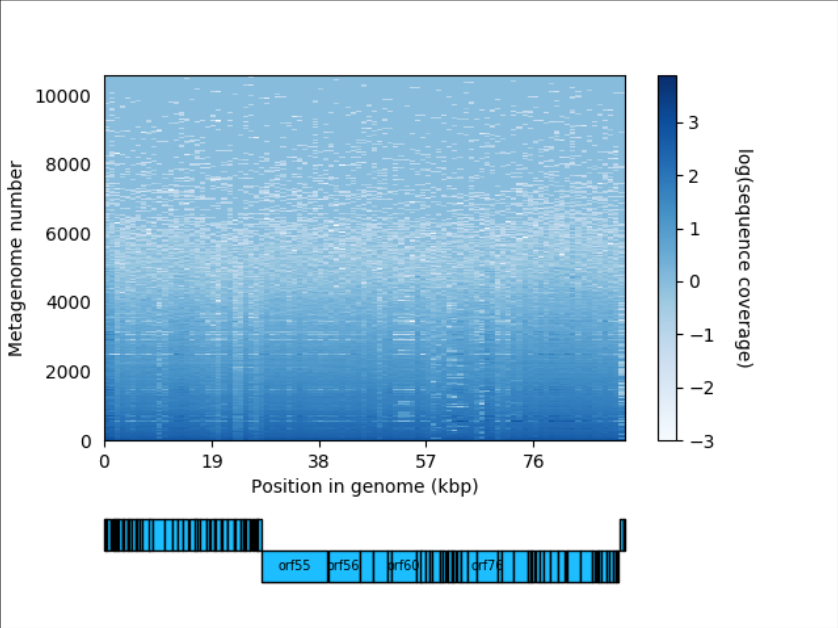 10000
8000
6000
4000
2000
0
Metagenome number
0 19 38 57 76
Position in genome (kbp)
3
2
1
0
−1
−2
−3
log(sequence coverage)
orf55 orf56 orf60 orf76